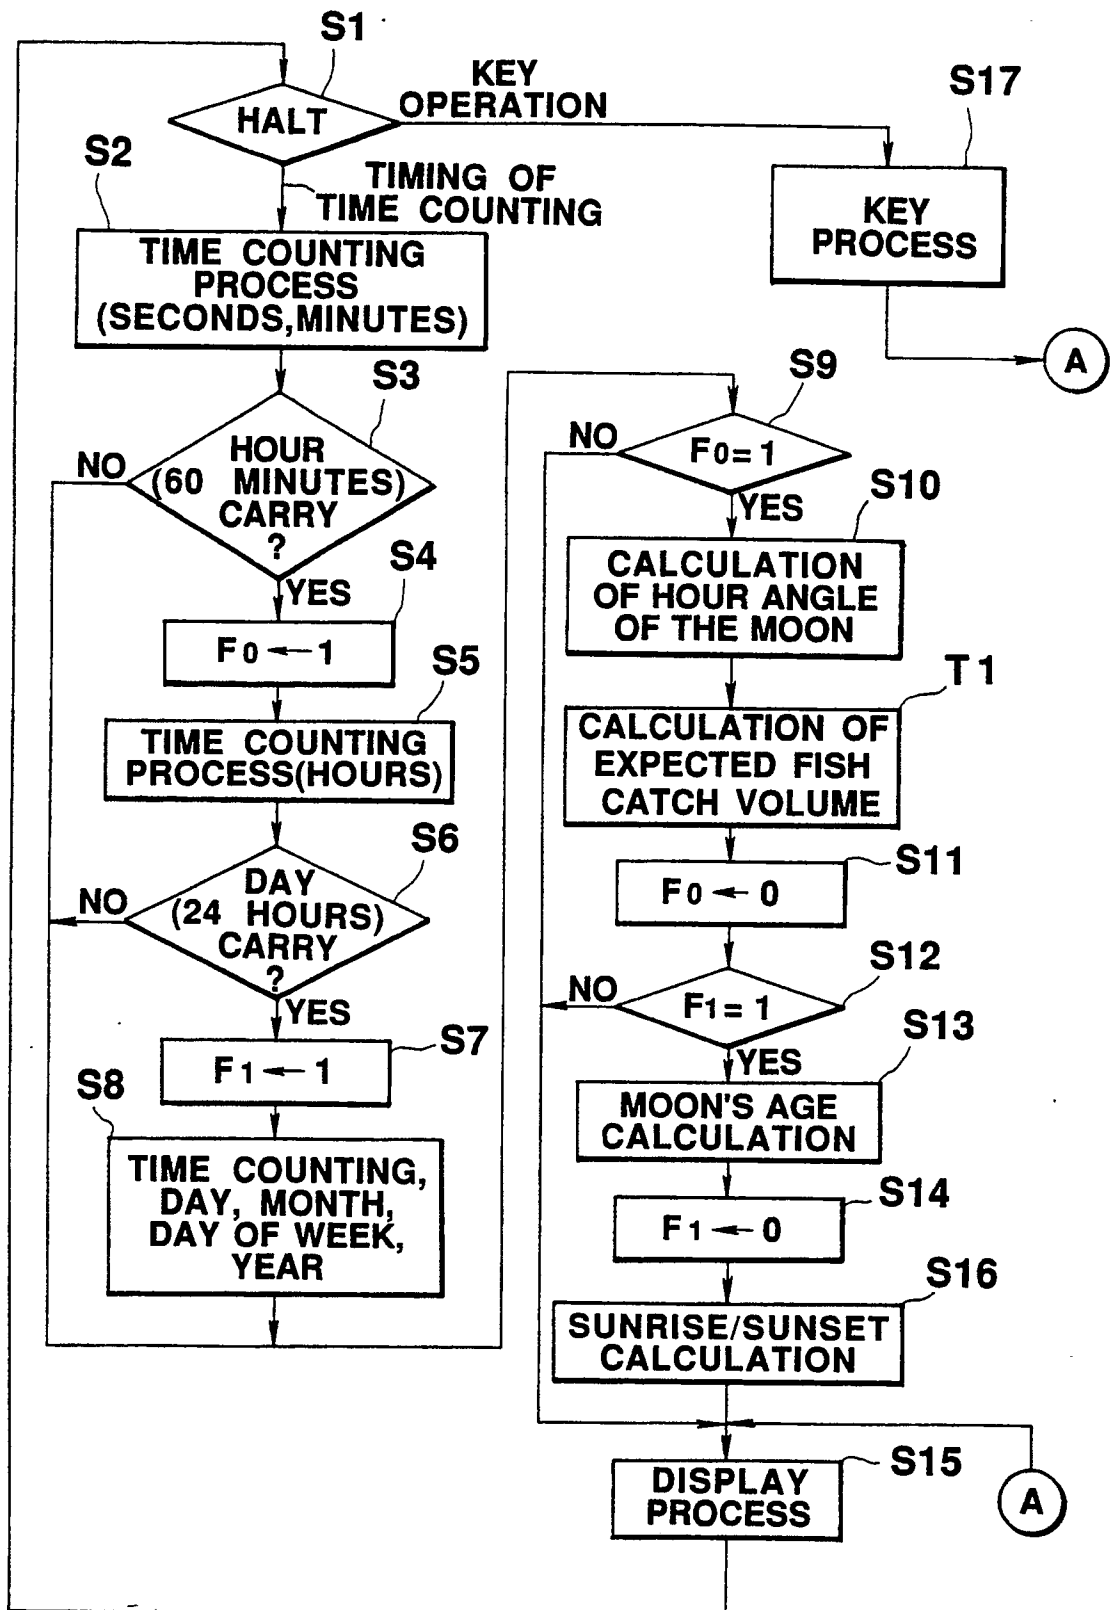 S1
HALT
KEY
OPERATION
S17
KEY
PROCESS
A
S2
TIMING OF
TIME COUNTING
TIME COUNTING
PROCESS
(SECONDS,MINUTES)
S3
NO
HOUR
(60 MINUTES)
CARRY
?
YES
S4
F0 ← 1
S5
TIME COUNTING
PROCESS(HOURS)
S6
NO
DAY
(24 HOURS)
CARRY
?
YES
S7
F1 ← 1
S8
TIME COUNTING,
DAY, MONTH,
DAY OF WEEK,
YEAR
S9
NO
F0= 1
YES
S10
CALCULATION
OF HOUR ANGLE
OF THE MOON
T1
CALCULATION OF
EXPECTED FISH
CATCH VOLUME
S11
F0 ← 0
S12
NO
F1= 1
YES
S13
MOON'S AGE
CALCULATION
S14
F1 ← 0
S16
SUNRISE/SUNSET
CALCULATION
S15
DISPLAY
PROCESS
A